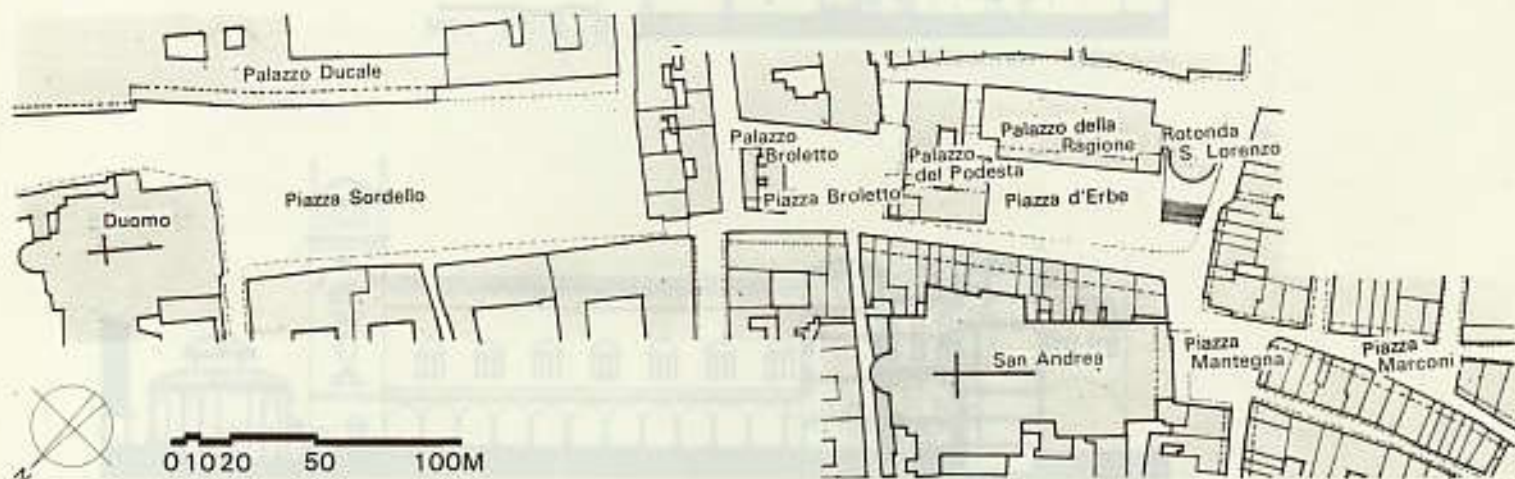 Palazzo Ducale
Piazza Sordello
Duomo
Palazzo
Broletto
Piazza Broletto
Palazzo
del Podesta
Palazzo della
Ragione
Rotonda
S. Lorenzo
Piazza d'Erbe
San Andrea
Piazza
Mantegna
Piazza
Marconi
N
0 10 20 50 100M